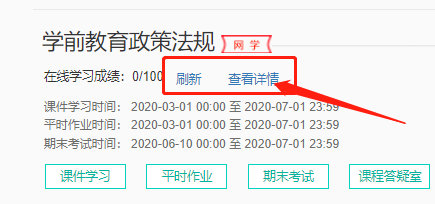 学前教育政策法规 网 学
在线学习成绩：0/100 刷新 查看详情
课件学习时间： 2020-03-01 00:00 至 2020-07-01 23:59
平时作业时间： 2020-03-01 00:00 至 2020-07-01 23:59
期末考试时间： 2020-06-10 00:00 至 2020-07-01 23:59
课件学习 平时作业 期末考试 课程答疑室